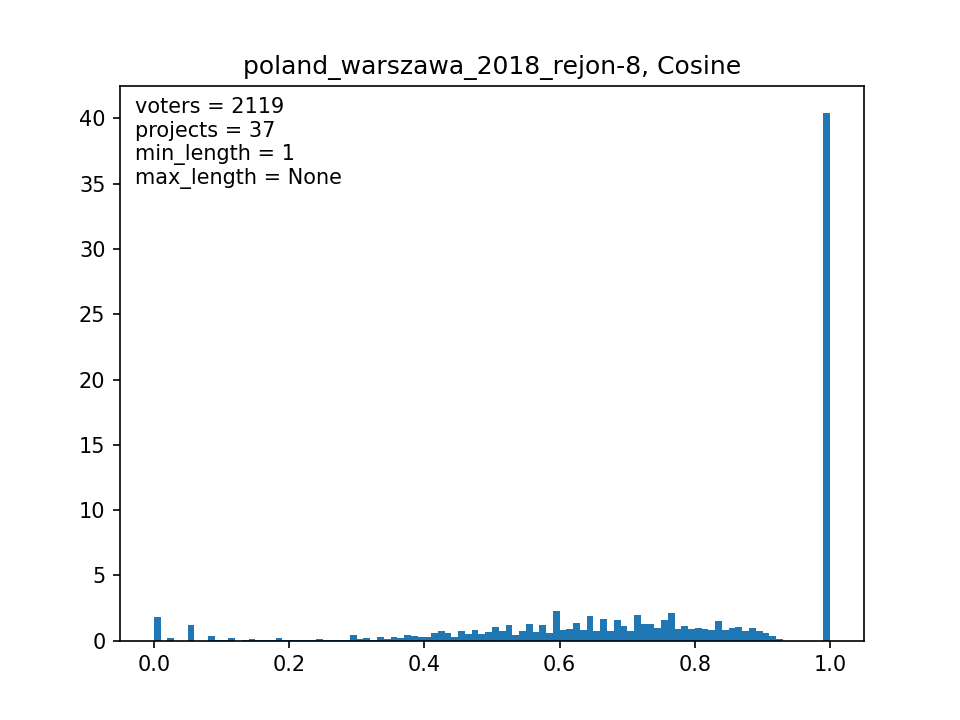 poland_warszawa_2018_rejon-8, Cosine
voters = 2119
projects = 37
min_length = 1
max_length = None
40
35
30
25
20
15
10
5
0
0.0 0.2 0.4 0.6 0.8 1.0